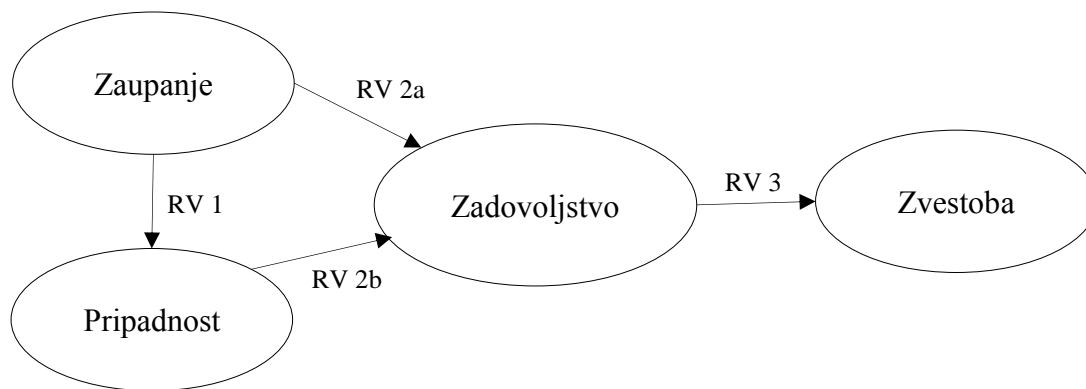 Zaupanje
RV 2a
RV 1
Zadovoljstvo
RV 3
Zvestoba
RV 2b
Pripadnost